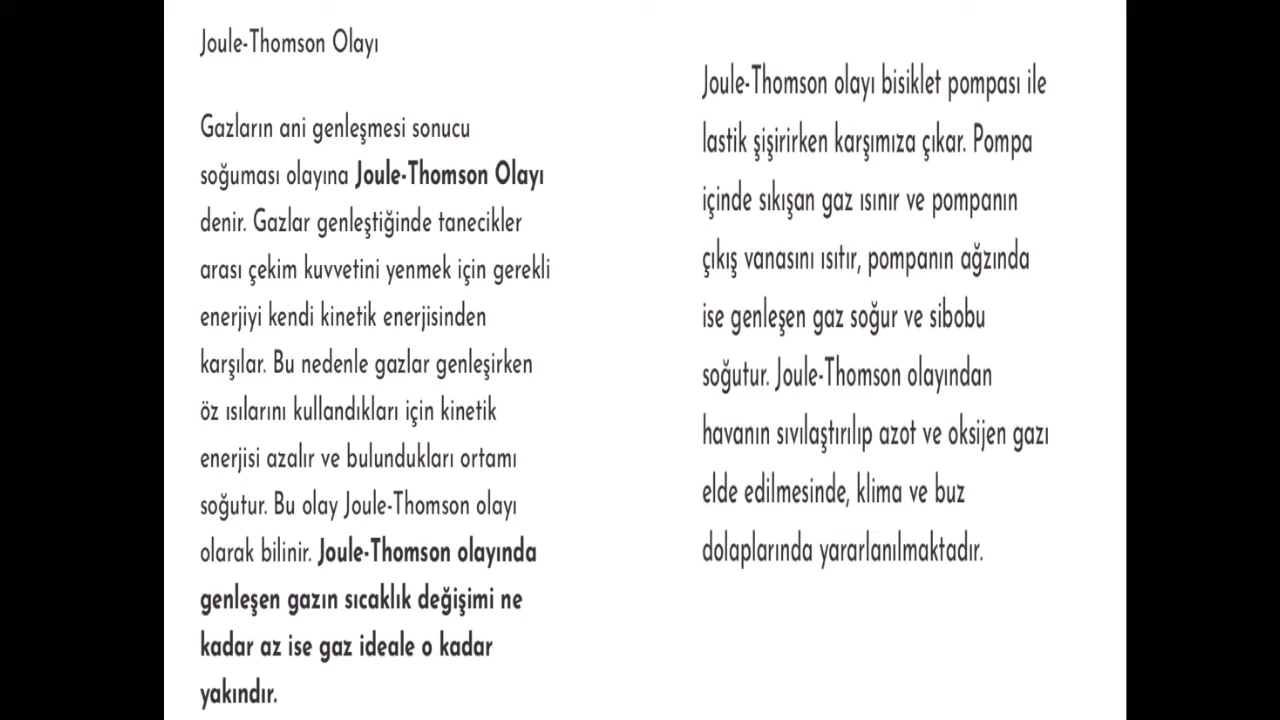 Joule-Thomson Olayı
Gazların ani genleşmesi sonucu
soğuması olayına Joule-Thomson Olayı
denir. Gazlar genleştiğinde tanecikler
arası çekim kuvvetini yenmek için gerekli
enerjiyi kendi kinetik enerjisinden
karşılar. Bu nedenle gazlar genleşirken
öz ısılarını kullandıkları için kinetik
enerjisi azalır ve bulundukları ortamı
soğutur. Bu olay Joule-Thomson olayı
olarak bilinir. Joule-Thomson olayında
genleşen gazın sıcaklık değişimi ne
kadar az ise gaz ideale o kadar
yakındır.
Joule-Thomson olayı bisiklet pompası ile
lastik şişirirken karşımıza çıkar. Pompa
içinde sıkışan gaz ısınır ve pompanın
çıkış vanasını ısıtır, pompanın ağzında
ise genleşen gaz soğur ve sibobu
soğutur. Joule-Thomson olayından
havanın sıvılaştırılıp azot ve oksijen gazı
elde edilmesinde, klima ve buz
dolaplarında yararlanılmaktadır.